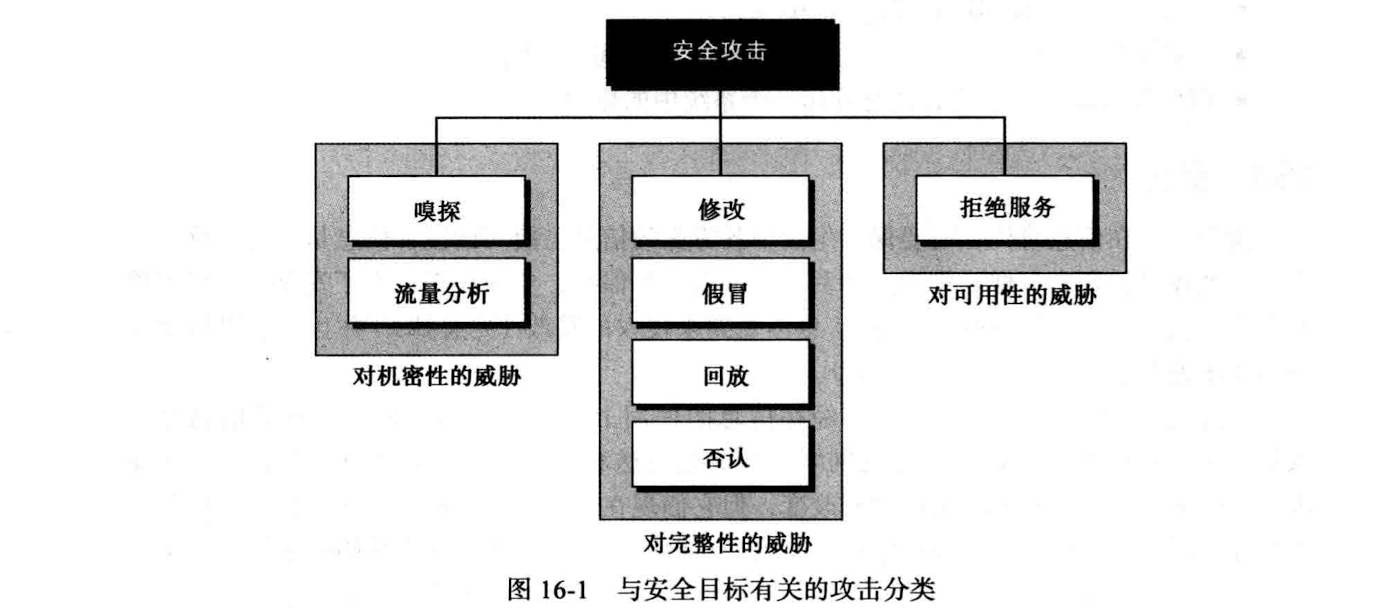 安全攻击
嗅探
流量分析
对机密性的威胁
修改
假冒
回放
否认
对完整性的威胁
拒绝服务
对可用性的威胁
图 16-1 与安全目标有关的攻击分类